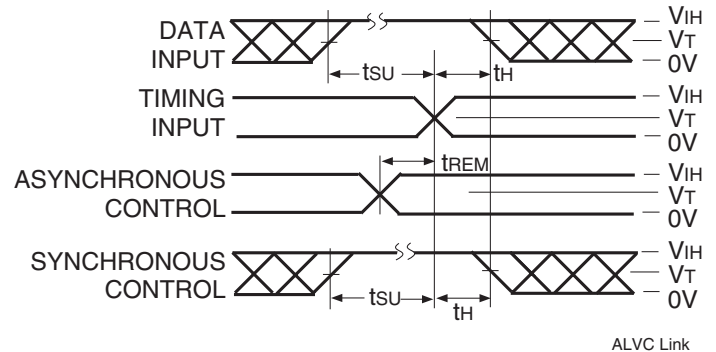 DATA INPUT
VIH
VT
0V
tSU
tH
TIMING INPUT
VIH
VT
0V
tREM
ASYNCHRONOUS CONTROL
VIH
VT
0V
SYNCHRONOUS CONTROL
VIH
VT
0V
tSU
tH
ALVC Link